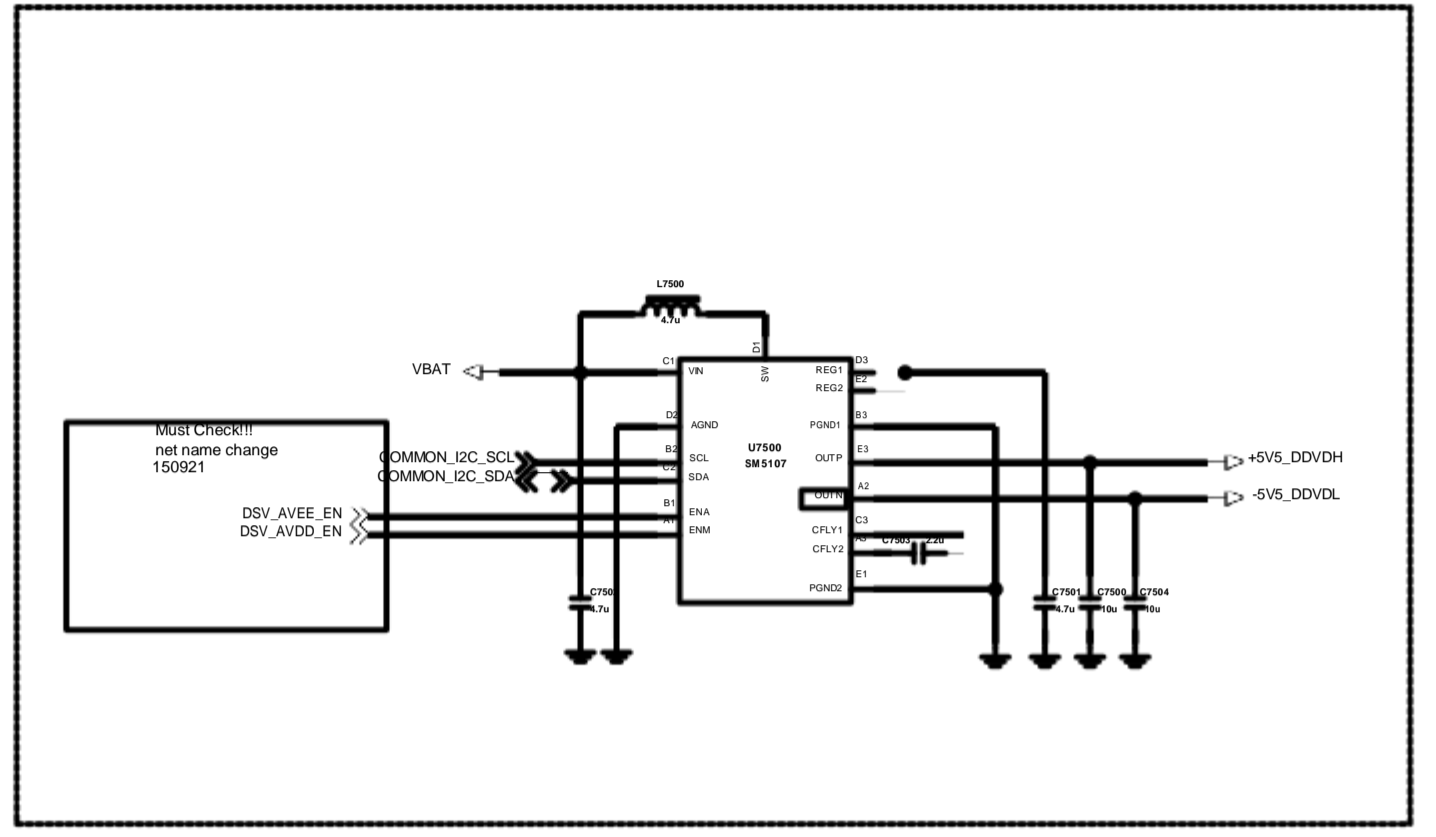 L7500
4.7u
D1
SW
VBAT
C1
VIN
REG1
D3
REG2
E2
D2
AGND
PGND1
B3
Must Check!!!
net name change
150921
COMMON_I2C_SCL
B2
SCL
U7500
SM5107
OUTP
E3
+5V5_DDVDH
COMMON_I2C_SDA
C2
SDA
OUTN
A2
-5V5_DDVDL
DSV_AVEE_EN
B1
ENA
CFLY1
C3
DSV_AVDD_EN
A1
ENM
CFLY2
A3
C7503
2.2u
PGND2
E1
C750
4.7u
C7501
4.7u
C7500
10u
C7504
10u